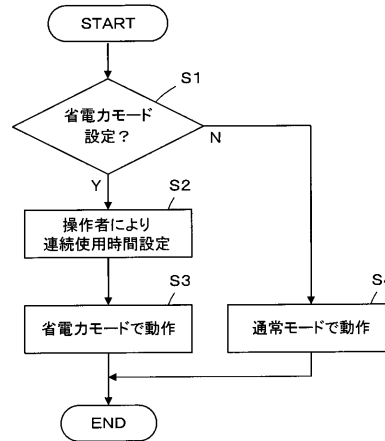 START
S1
省電力モード
設定？
N
Y
S2
操作者により
連続使用時間設定
S3
省電力モードで動作
S4
通常モードで動作
END